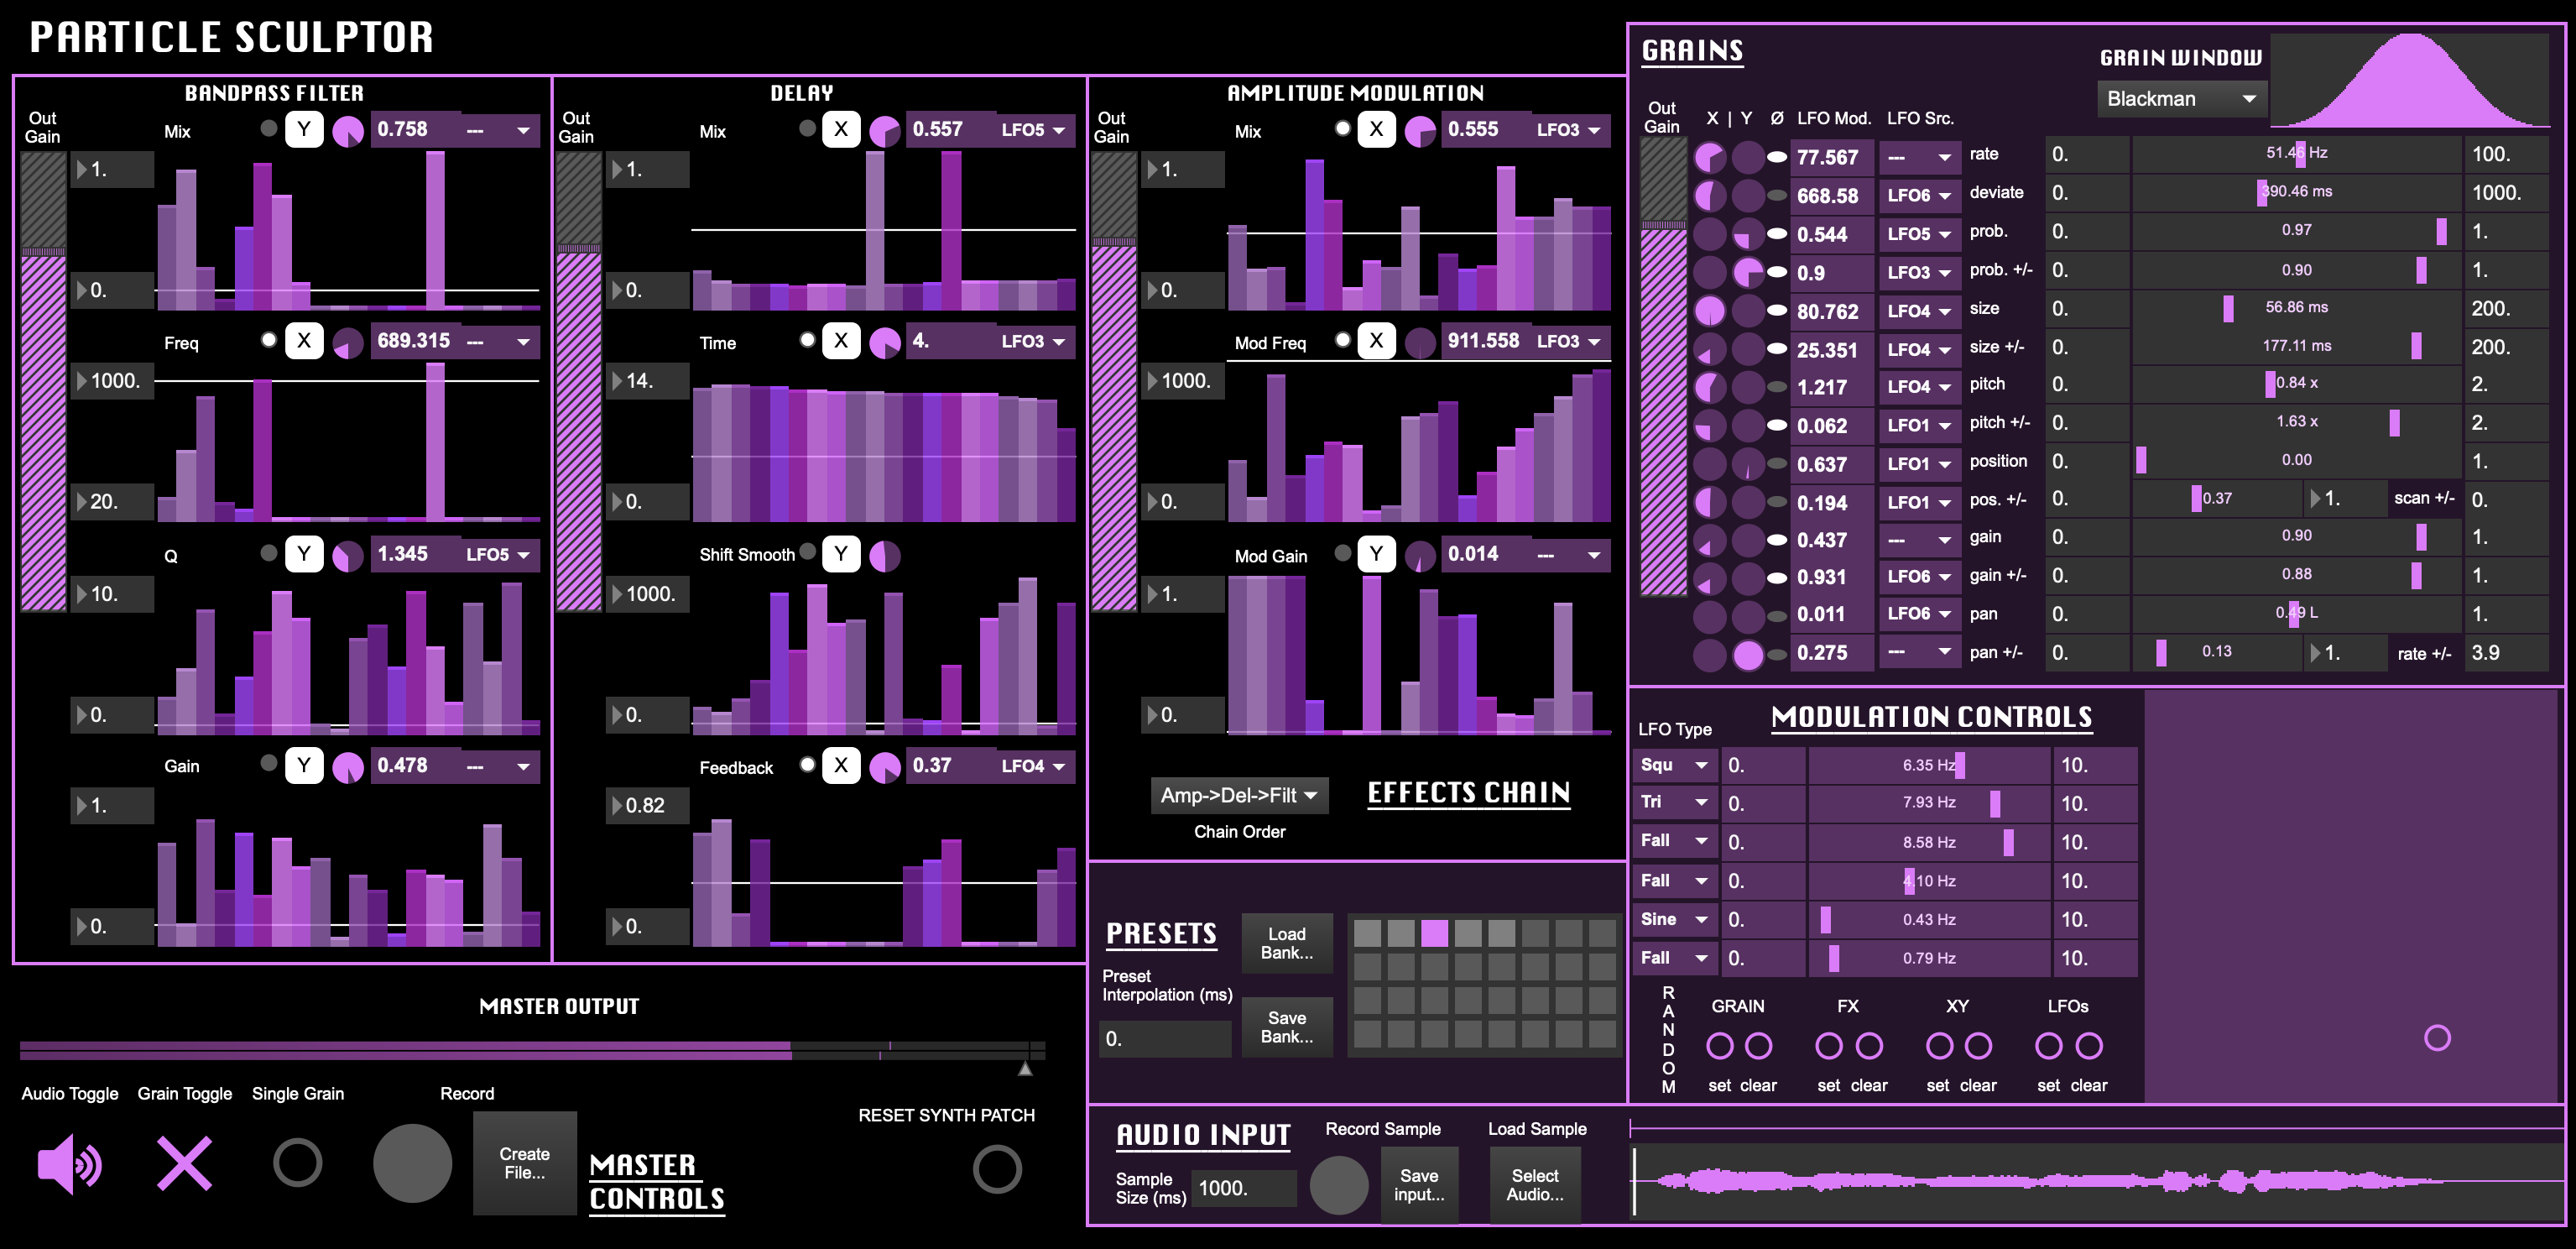 PARTICLE SCULPTOR
BANDPASS FILTER
Out
Gain
Mix
Y
0.758
---
1.
0.
Freq
X
689.315
---
1000.
20.
Q
Y
1.345
LFO5
10.
0.
Gain
Y
0.478
---
1.
0.
DELAY
Out
Gain
Mix
X
0.557
LFO5
1.
0.
Time
X
4.
LFO3
14.
0.
Shift Smooth
Y
1000.
0.
Feedback
X
0.37
LFO4
0.82
0.
AMPLITUDE MODULATION
Out
Gain
Mix
X
0.555
LFO3
1.
0.
Mod Freq
X
911.558
LFO3
1000.
0.
Mod Gain
Y
0.014
---
1.
0.
Amp->Del->Filt
Chain Order
EFFECTS CHAIN
GRAINS
GRAIN WINDOW
Blackman
Out
Gain
X | Y Ø LFO Mod. LFO Src.
77.567 --- rate 0. 51.46 Hz 100.
668.58 LFO6 deviate 0. 390.46 ms 1000.
0.544 LFO5 prob. 0. 0.97 1.
0.9 LFO3 prob. +/- 0. 0.90 1.
80.762 LFO4 size 0. 56.86 ms 200.
25.351 LFO4 size +/- 0. 177.11 ms 200.
1.217 LFO4 pitch 0. 0.84 x 2.
0.062 LFO1 pitch +/- 0. 1.63 x 2.
0.637 LFO1 position 0. 0.00 1.
0.194 LFO1 pos. +/- 0. 0.37 1. scan +/- 0.
0.437 --- gain 0. 0.90 1.
0.931 LFO6 gain +/- 0. 0.88 1.
0.011 LFO6 pan 0. 0.49 L 1.
0.275 --- pan +/- 0. 0.13 1. rate +/- 3.9
MODULATION CONTROLS
LFO Type
Squ 0. 6.35 Hz 10.
Tri 0. 7.93 Hz 10.
Fall 0. 8.58 Hz 10.
Fall 0. 4.10 Hz 10.
Sine 0. 0.43 Hz 10.
Fall 0. 0.79 Hz 10.
RANDOM
GRAIN FX XY LFOs
set clear set clear set clear set clear
PRESETS
Preset
Interpolation (ms)
0.
Load
Bank...
Save
Bank...
MASTER OUTPUT
Audio Toggle Grain Toggle Single Grain Record
Create
File...
MASTER
CONTROLS
RESET SYNTH PATCH
AUDIO INPUT
Sample
Size (ms)
1000.
Record Sample
Save
input...
Load Sample
Select
Audio...